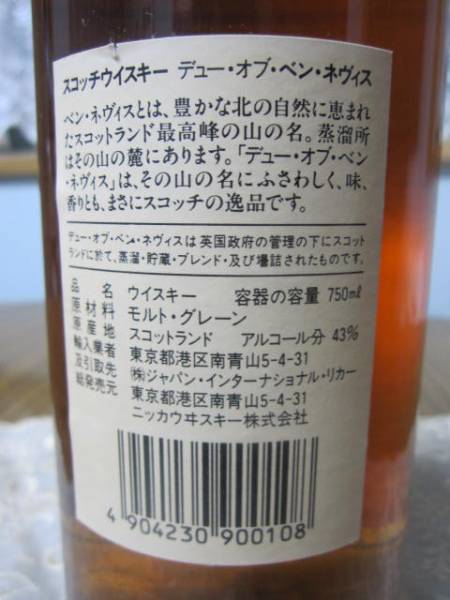 スコッチウイスキー デュー・オブ・ベン・ネヴィス
ベン・ネヴィスとは、豊かな北の自然に恵まれ
たスコットランド最高峰の山の名。蒸溜所
はその山の麓にあります。「デュー・オブ・ベン
・ネヴィス」は、その山の名にふさわしく、味、
香りとも、まさにスコッチの逸品です。
デュー・オブ・ベン・ネヴィスは英国政府の管理の下にスコット
ランドに於て、蒸溜・貯蔵・ブレンド・及び壜詰されたものです。
品名 ウイスキー 容器の容量 750ml
原材料 モルト・グレーン
原産地 スコットランド アルコール分 43%
輸入業者 東京都港区南青山5-4-31
及引取先 ㈱ジャパン・インターナショナル・リカー
総発売元 東京都港区南青山5-4-31
ニッカウヰスキー株式会社
4 904230 900108